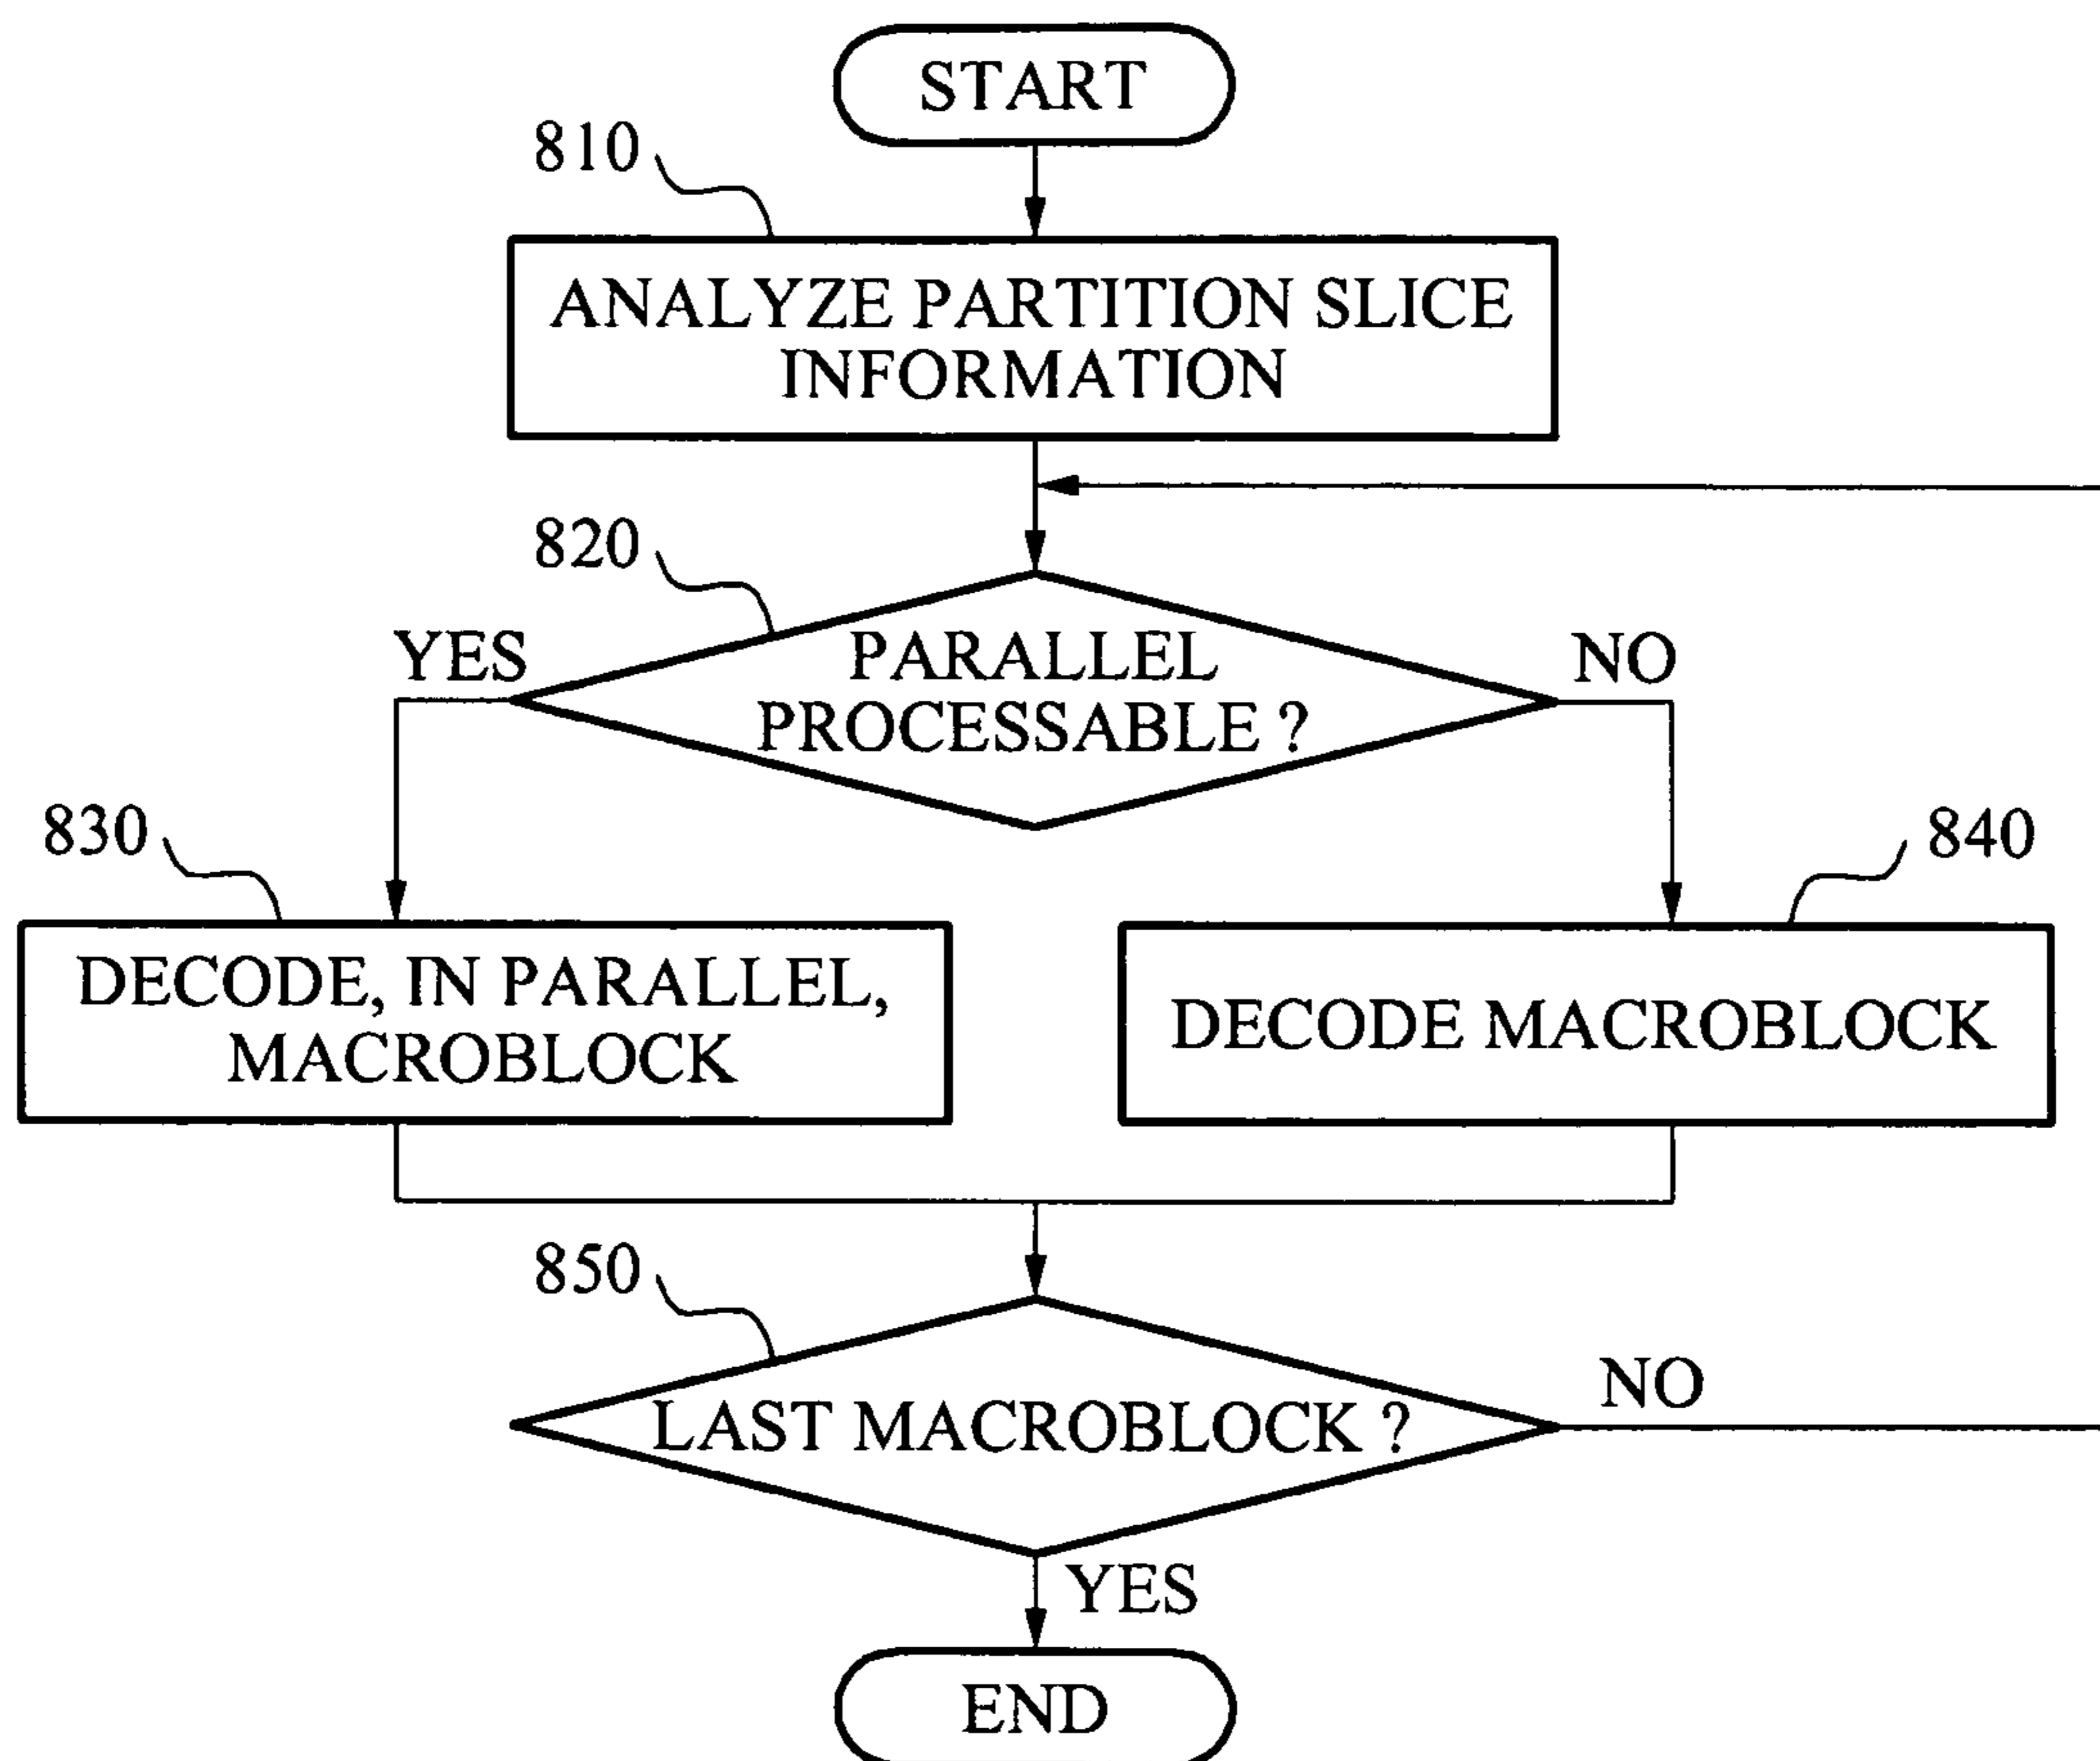 START
810
ANALYZE PARTITION SLICE
INFORMATION
820
YES
PARALLEL
PROCESSABLE ?
NO
830
840
DECODE, IN PARALLEL,
MACROBLOCK
DECODE MACROBLOCK
850
LAST MACROBLOCK ?
NO
YES
END